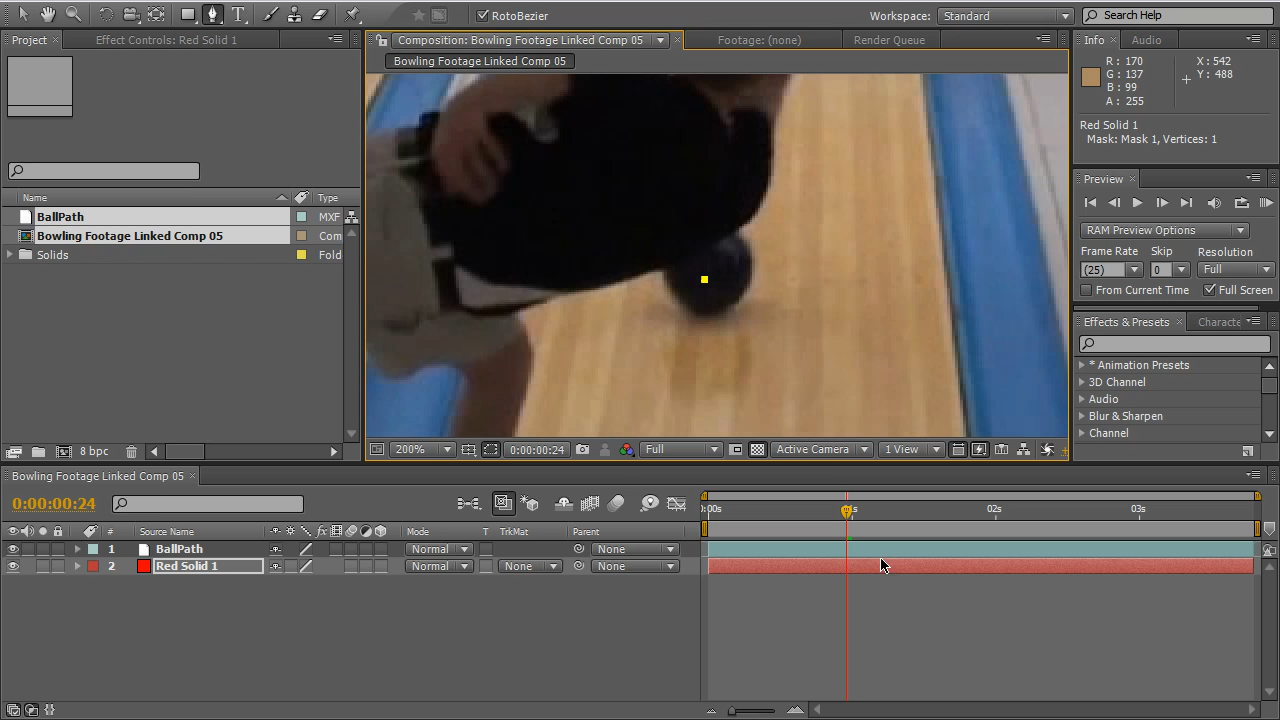 RotoBezier
Workspace: Standard
Search Help
Project
Effect Controls: Red Solid 1
Composition: Bowling Footage Linked Comp 05
Footage: (none)
Render Queue
Info
Audio
Bowling Footage Linked Comp 05
R : 170
G : 137
B : 99
A : 255
X : 542
Y : 488
Red Solid 1
Mask: Mask 1, Vertices: 1
Preview
RAM Preview Options
Frame Rate
Skip
Resolution
(25)
0
Full
From Current Time
Full Screen
Effects & Presets
Characte
* Animation Presets
3D Channel
Audio
Blur & Sharpen
Channel
Name
Type
BallPath
MXF
Bowling Footage Linked Comp 05
Com
Solids
Fold
8 bpc
200%
0:00:00:24
Full
Active Camera
1 View
Bowling Footage Linked Comp 05
0:00:00:24
# Source Name
Mode
T TrkMat
Parent
1 BallPath
Normal
None
2 Red Solid 1
Normal
None
None
02s
03s